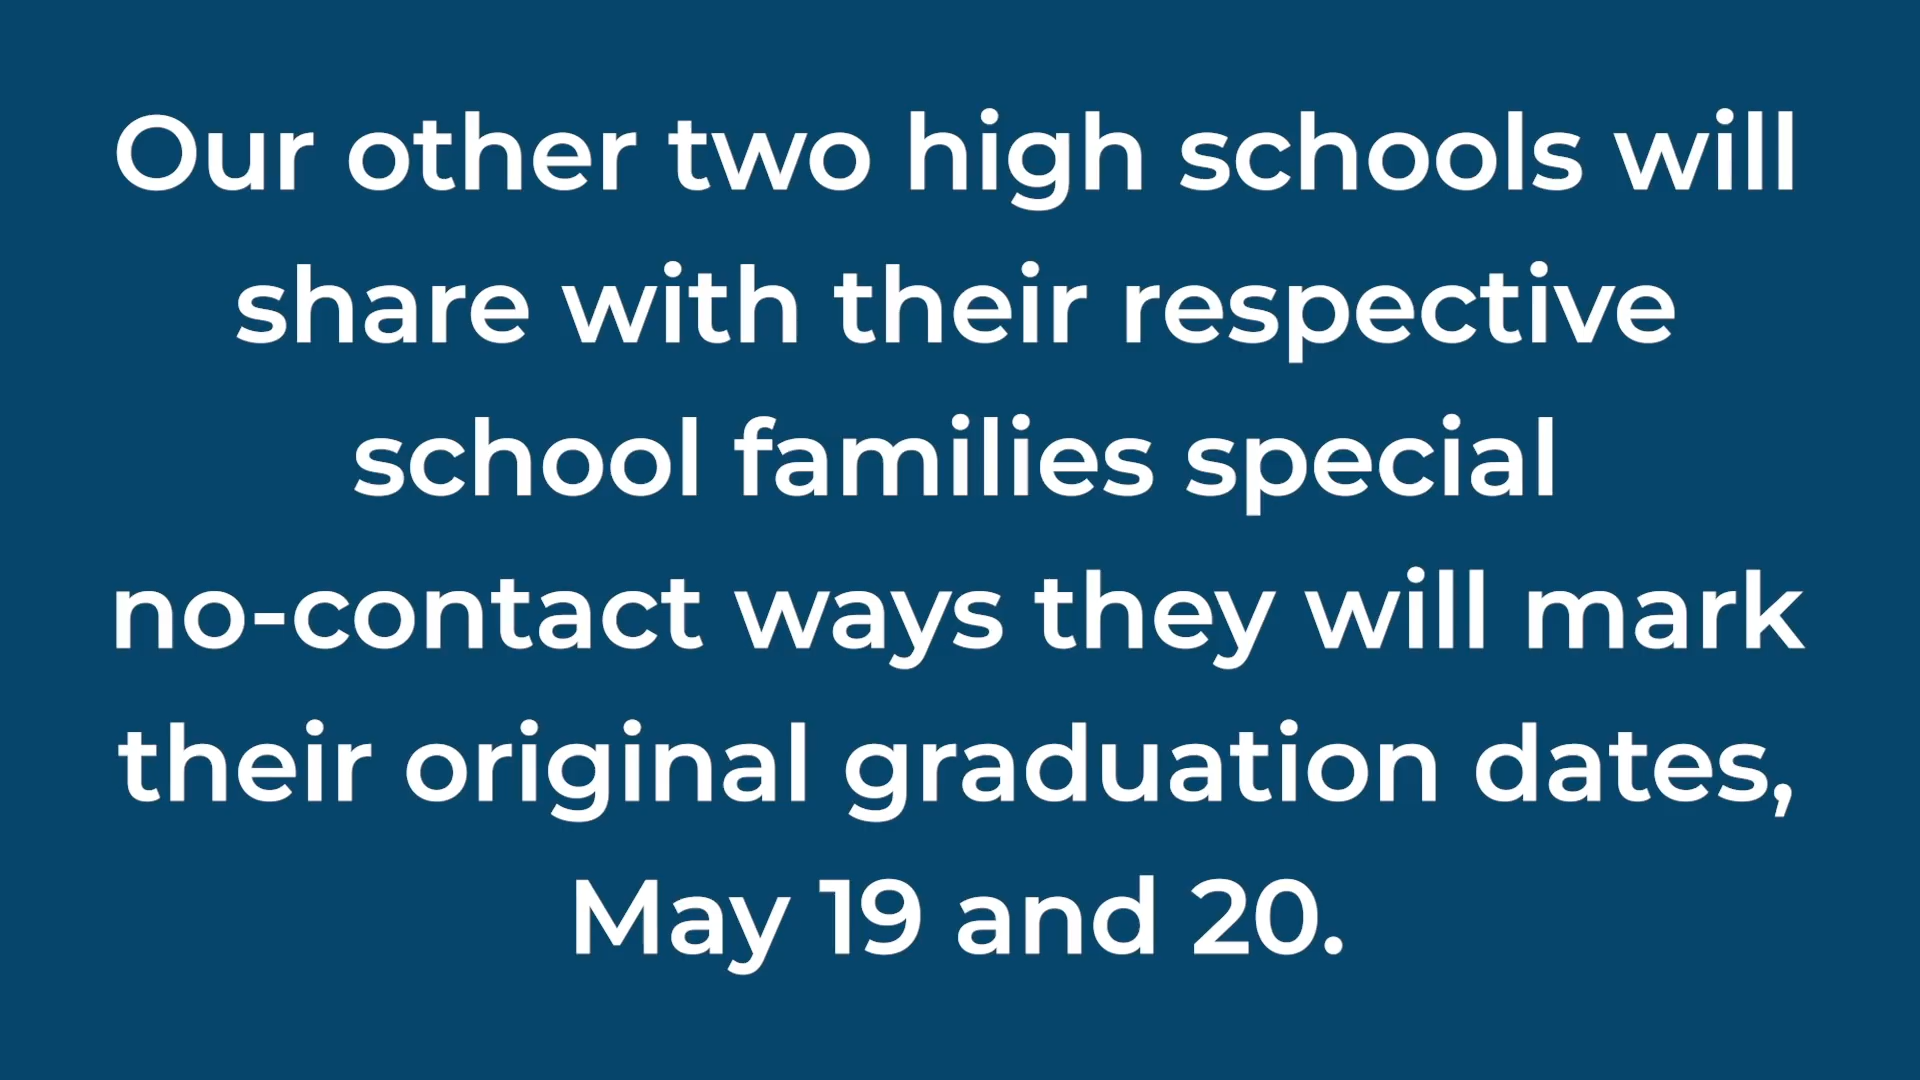 Our other two high schools will
share with their respective
school families special
no-contact ways they will mark
their original graduation dates,
May 19 and 20.